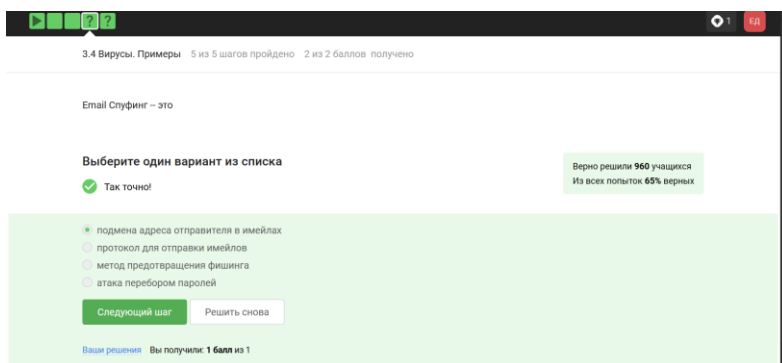 ? ?
1 ЕД
3.4 Вирусы. Примеры 5 из 5 шагов пройдено 2 из 2 баллов получено
Email Спуфинг – это
Выберите один вариант из списка
Так точно!
Верно решили 960 учащихся
Из всех попыток 65% верных
подмена адреса отправителя в имейлах
протокол для отправки имейлов
метод предотвращения фишинга
атака перебором паролей
Следующий шаг Решить снова
Ваши решения Вы получили: 1 балл из 1